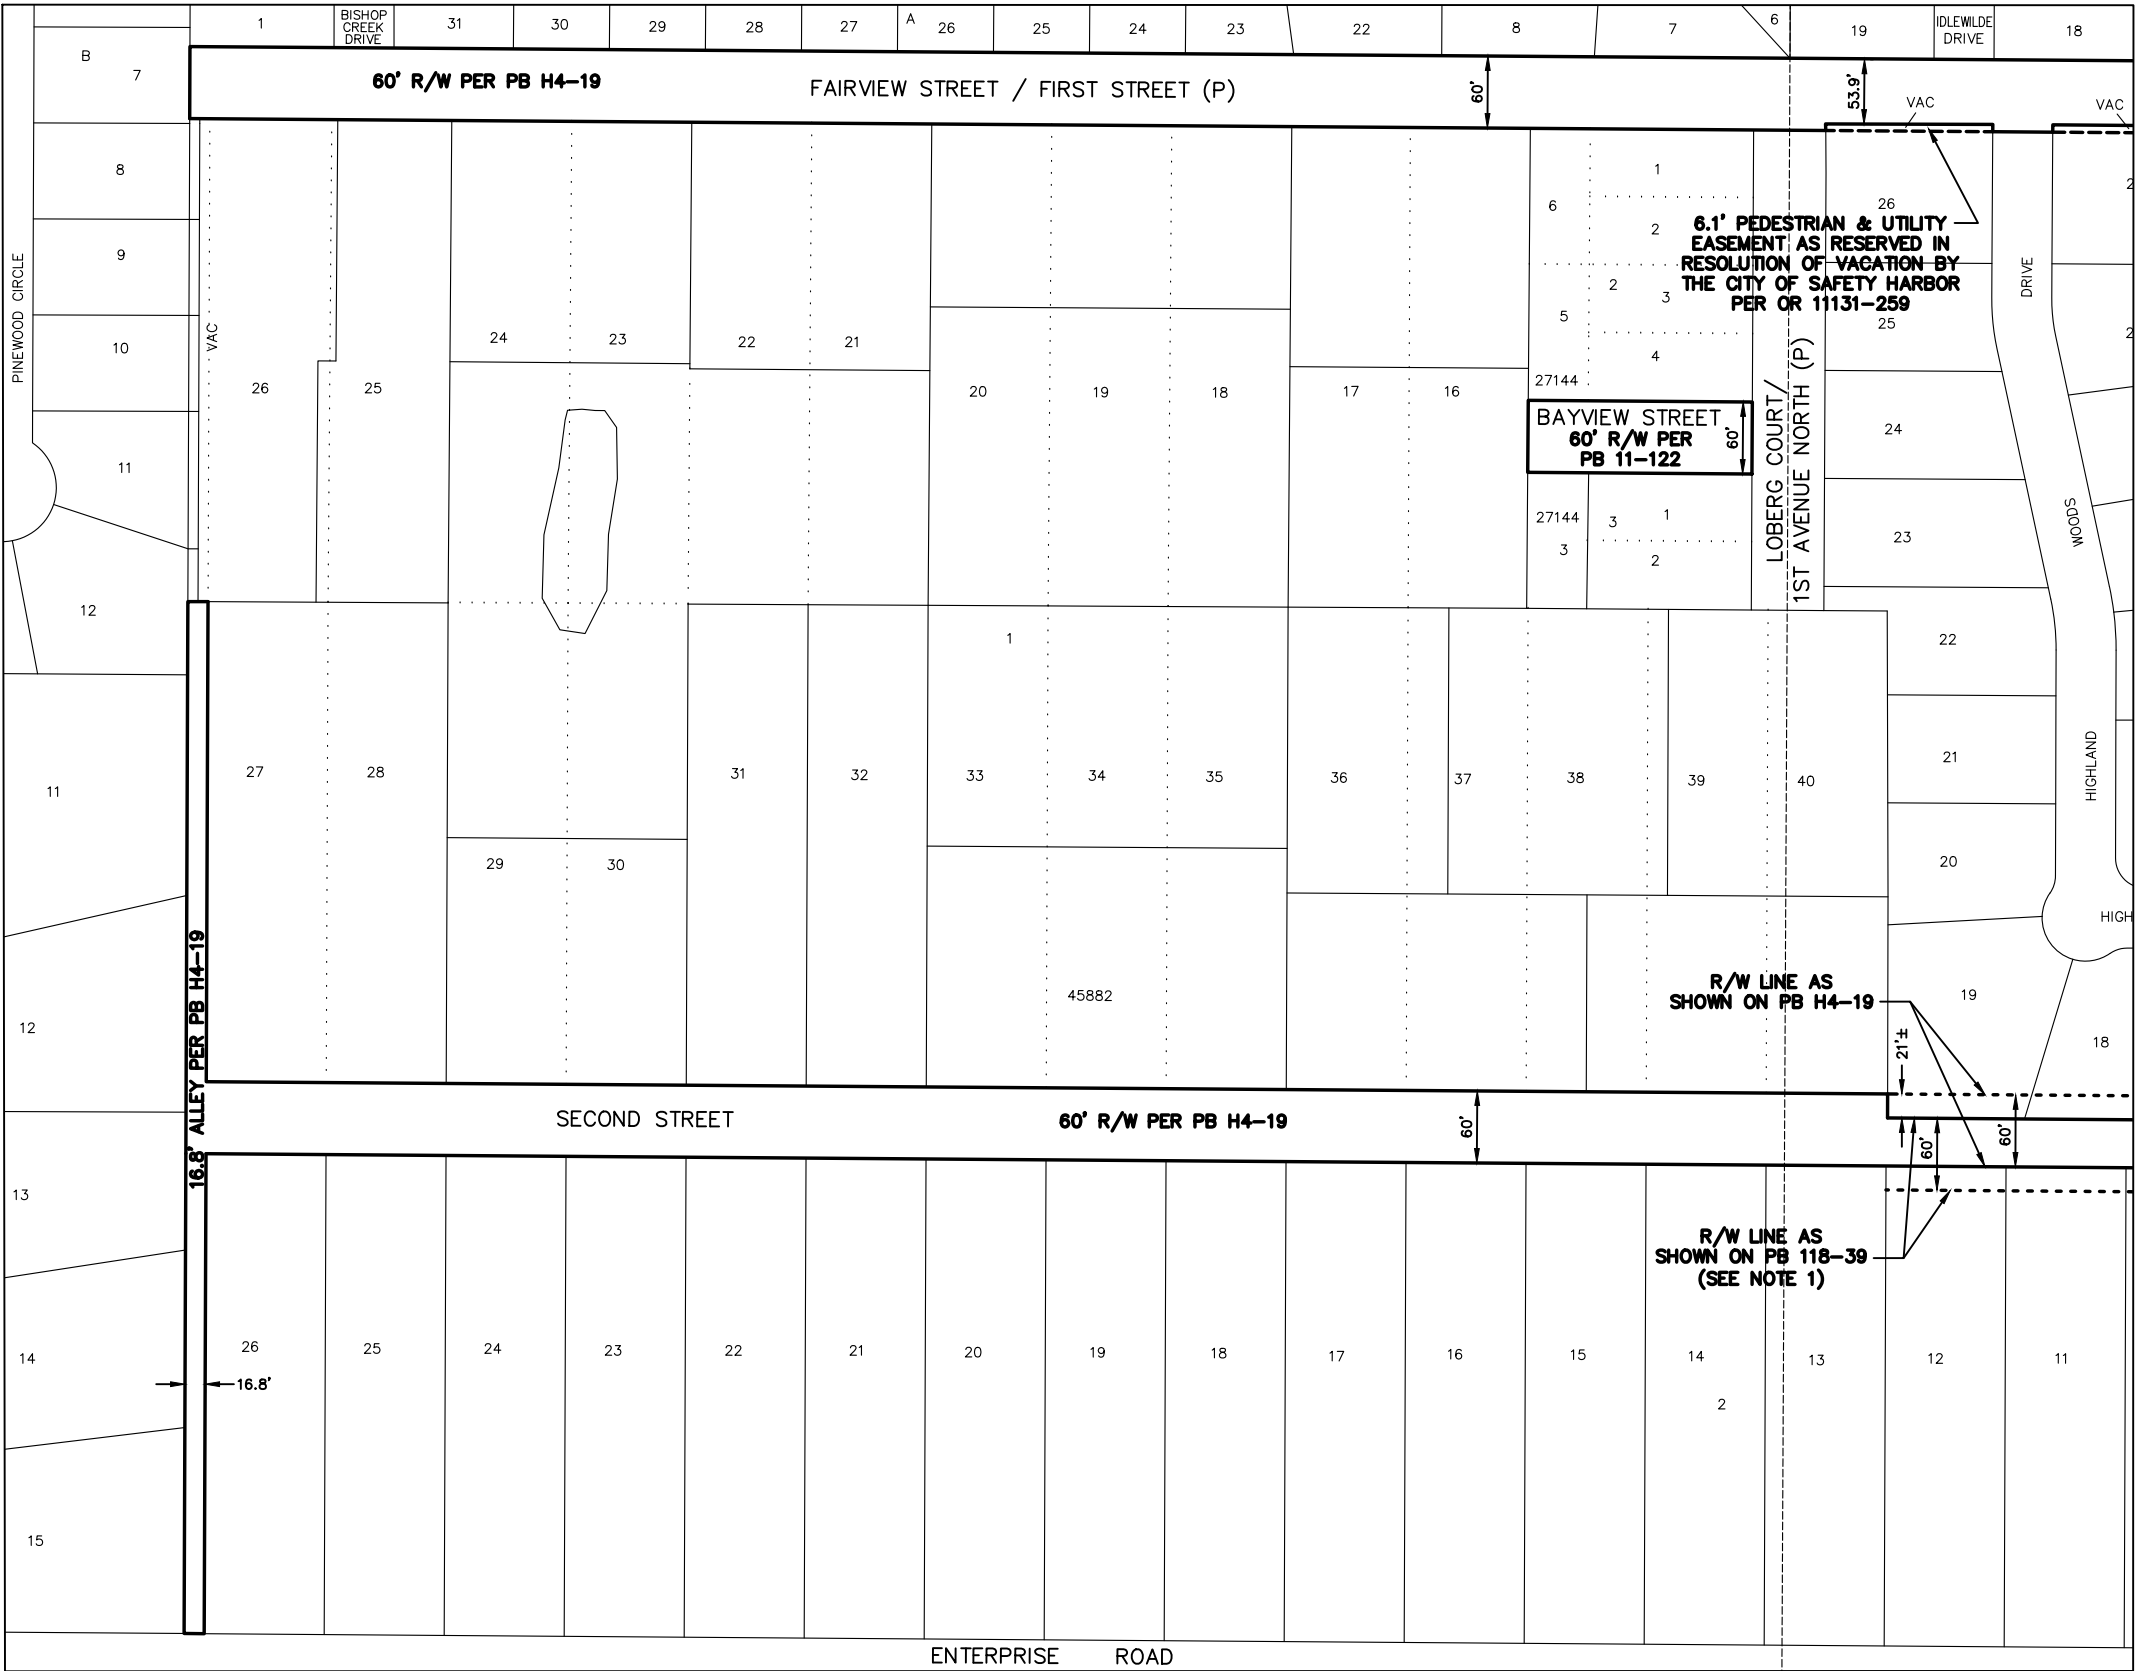 1
BISHOP
CREEK
DRIVE
31
30
29
28
27
A
26
25
24
23
22
8
7
6
19
IDLEWILDE
DRIVE
18
B
7
60' R/W PER PB H4-19
FAIRVIEW STREET / FIRST STREET (P)
60'
53.9'
VAC
VAC
8
9
10
11
12
PINEWOOD CIRCLE
VAC
26
25
24
23
22
21
20
19
18
17
16
6
5
27144
1
2
2
3
4
6.1' PEDESTRIAN & UTILITY
EASEMENT AS RESERVED IN
RESOLUTION OF VACATION BY
THE CITY OF SAFETY HARBOR
PER OR 11131-259
26
25
24
23
22
21
20
19
18
2
2
BAYVIEW STREET
60' R/W PER
PB 11-122
60'
27144
3
3
1
2
LOBERG COURT/
1ST AVENUE NORTH (P)
DRIVE
WOODS
HIGHLAND
HIGH
1
27
28
29
30
31
32
33
34
35
36
37
38
39
40
45882
11
12
13
14
15
16.8' ALLEY PER PB H4-19
R/W LINE AS
SHOWN ON PB H4-19
21'±
SECOND STREET
60' R/W PER PB H4-19
60'
60'
60'
R/W LINE AS
SHOWN ON PB 118-39
(SEE NOTE 1)
16.8'
26
25
24
23
22
21
20
19
18
17
16
15
14
13
12
11
2
ENTERPRISE ROAD